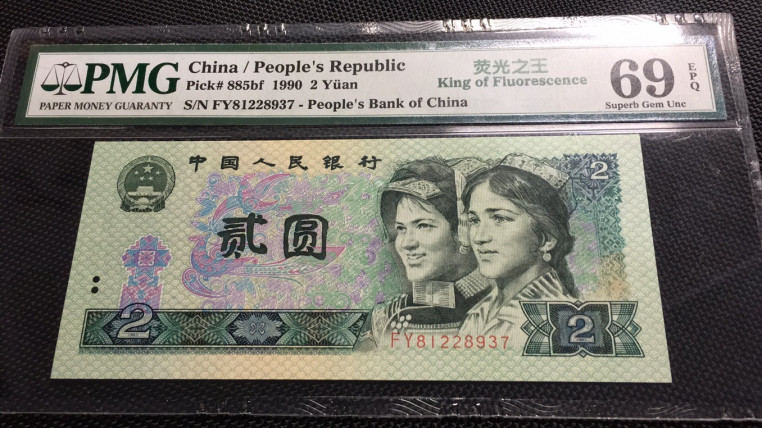 PMG
PAPER MONEY GUARANTY
China / People's Republic
Pick# 885bf 1990 2 Yüan
S/N FY81228937 - People's Bank of China
荧光之王
King of Fluorescence
69
EPQ
Superb Gem Unc
中国人民银行
2
贰圆
2
2
FY81228937